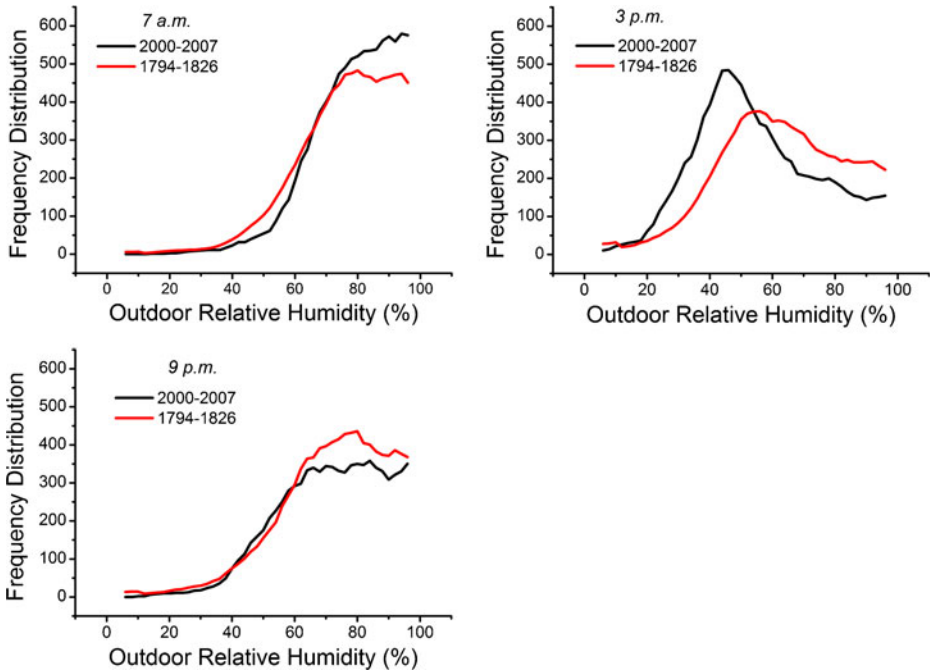 7 a.m.
2000-2007
1794-1826
Frequency Distribution
600
500
400
300
200
100
0
0 20 40 60 80 100
Outdoor Relative Humidity (%)
3 p.m.
2000-2007
1794-1826
Frequency Distribution
600
500
400
300
200
100
0
0 20 40 60 80 100
Outdoor Relative Humidity (%)
9 p.m.
2000-2007
1794-1826
Frequency Distribution
600
500
400
300
200
100
0
0 20 40 60 80 100
Outdoor Relative Humidity (%)